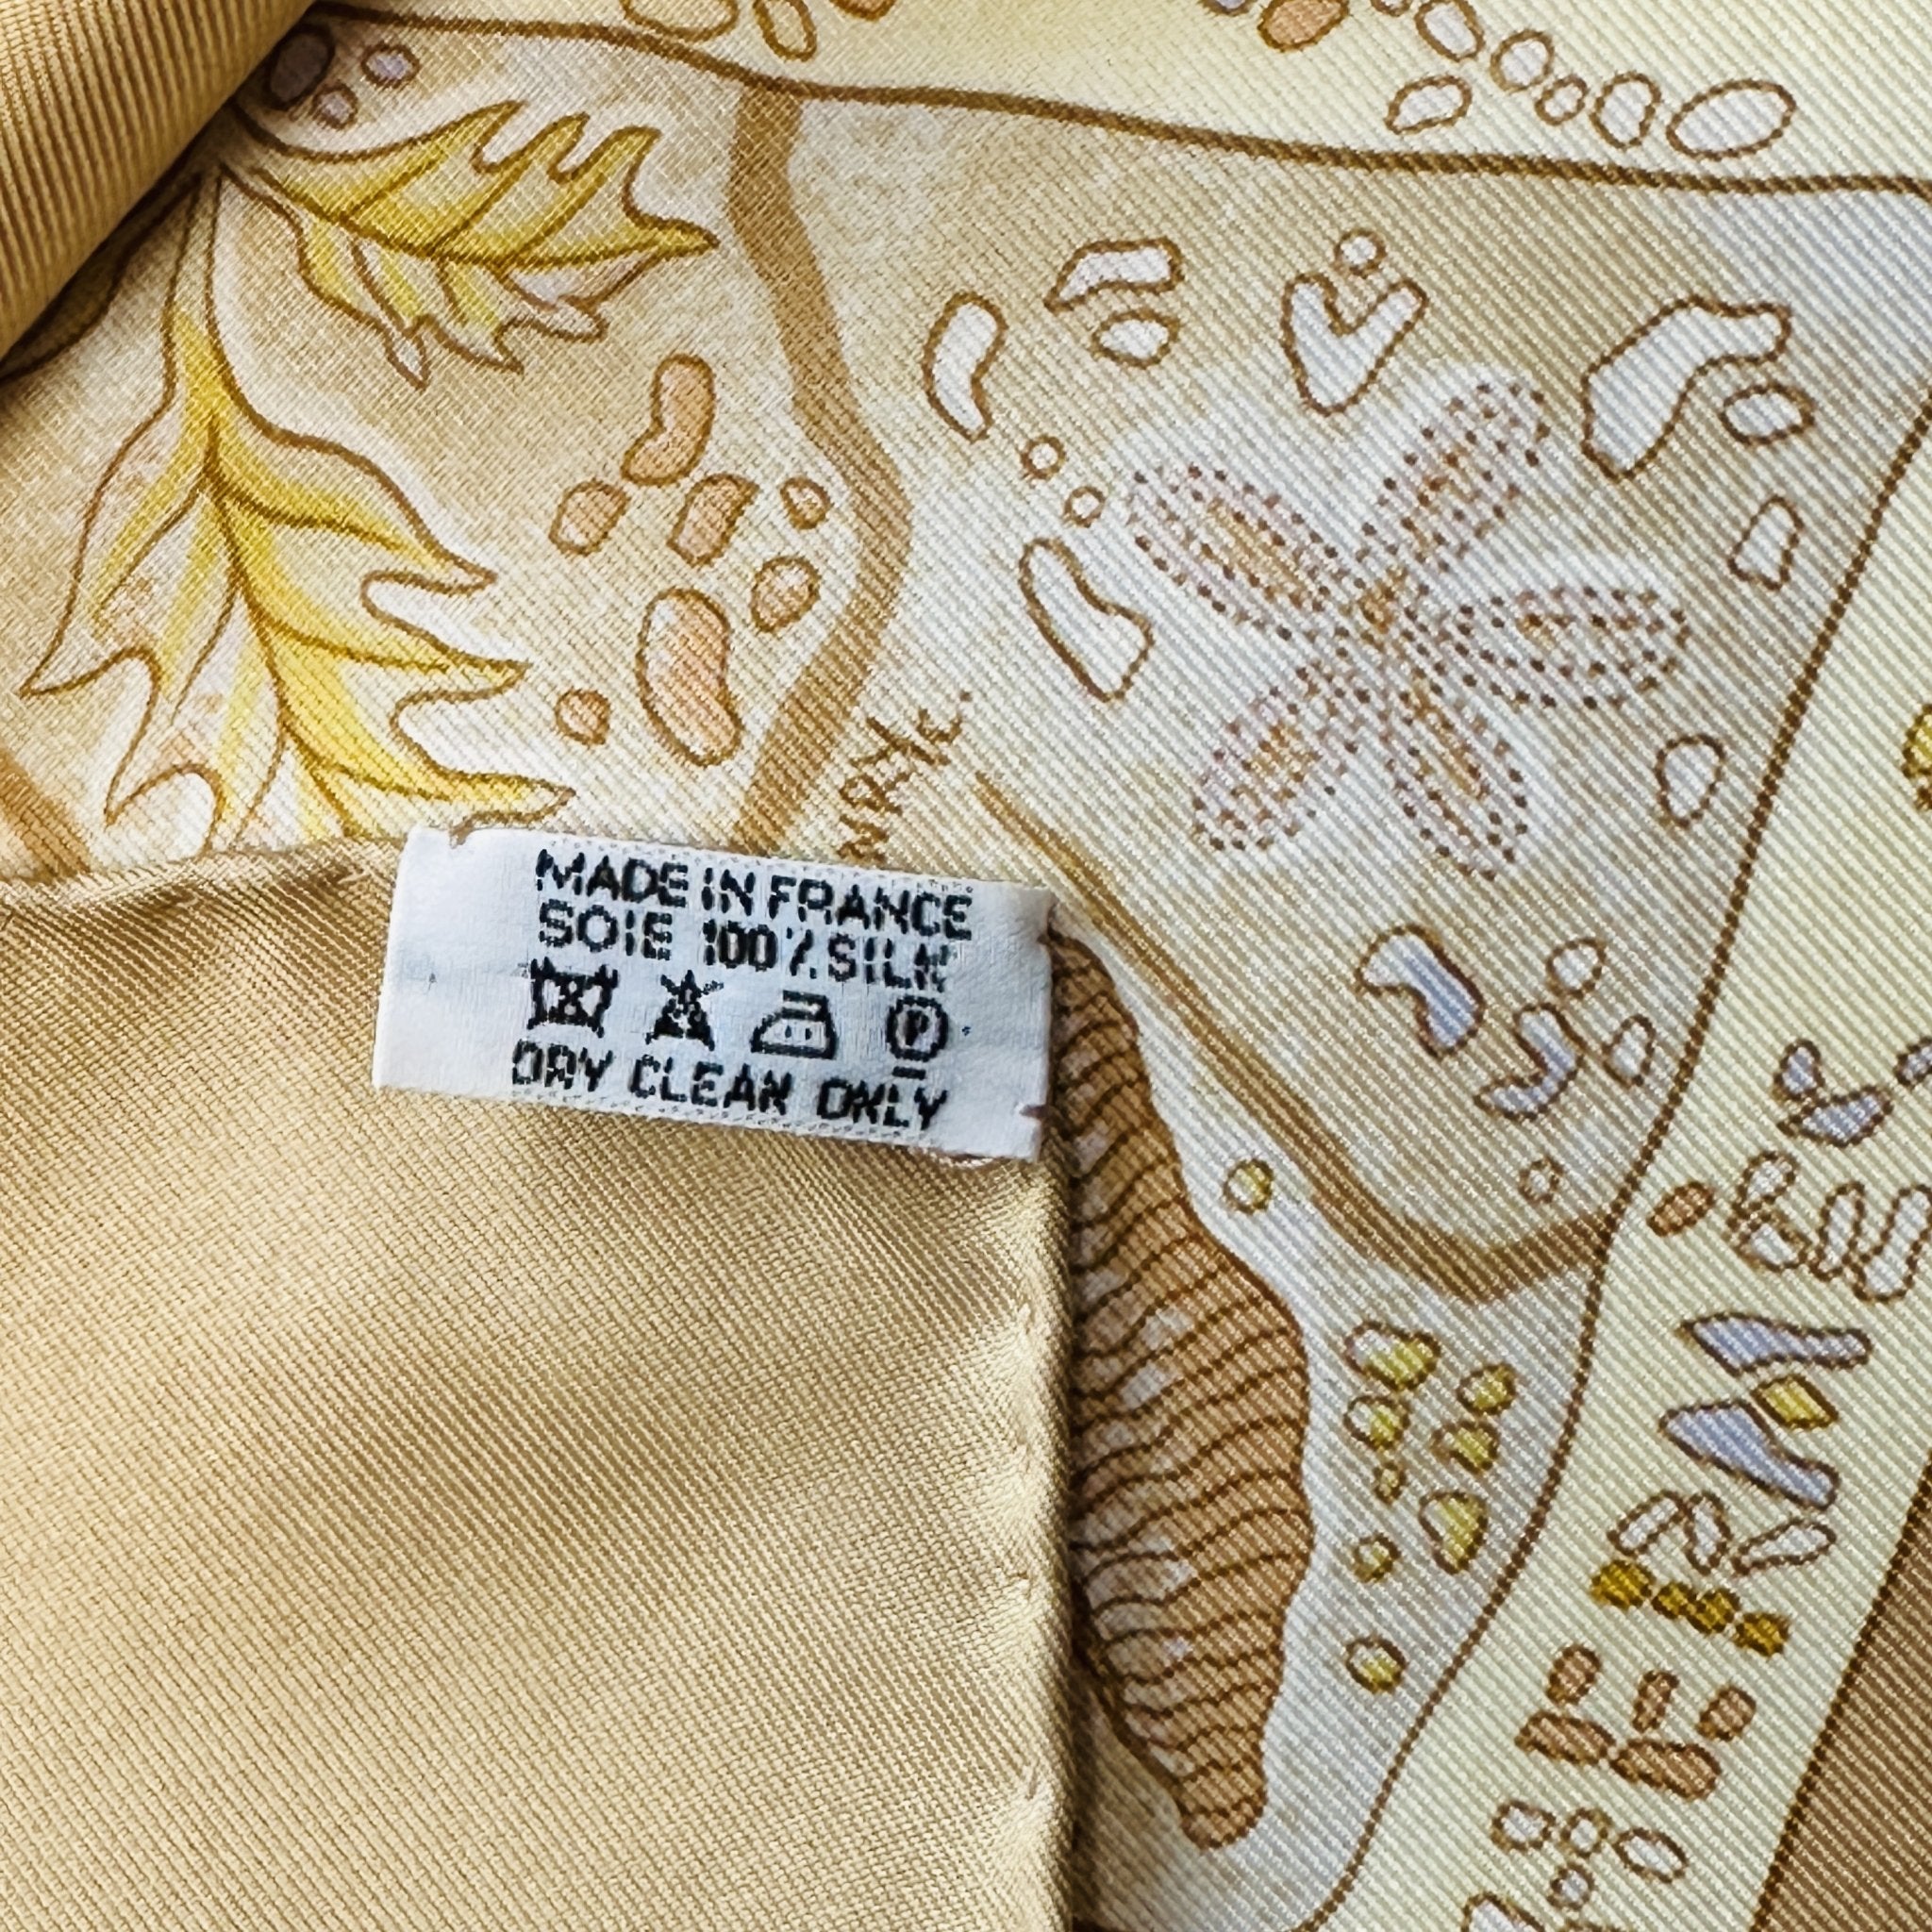 MADE IN FRANCE
SOIE 100% SILK
P
DRY CLEAN ONLY